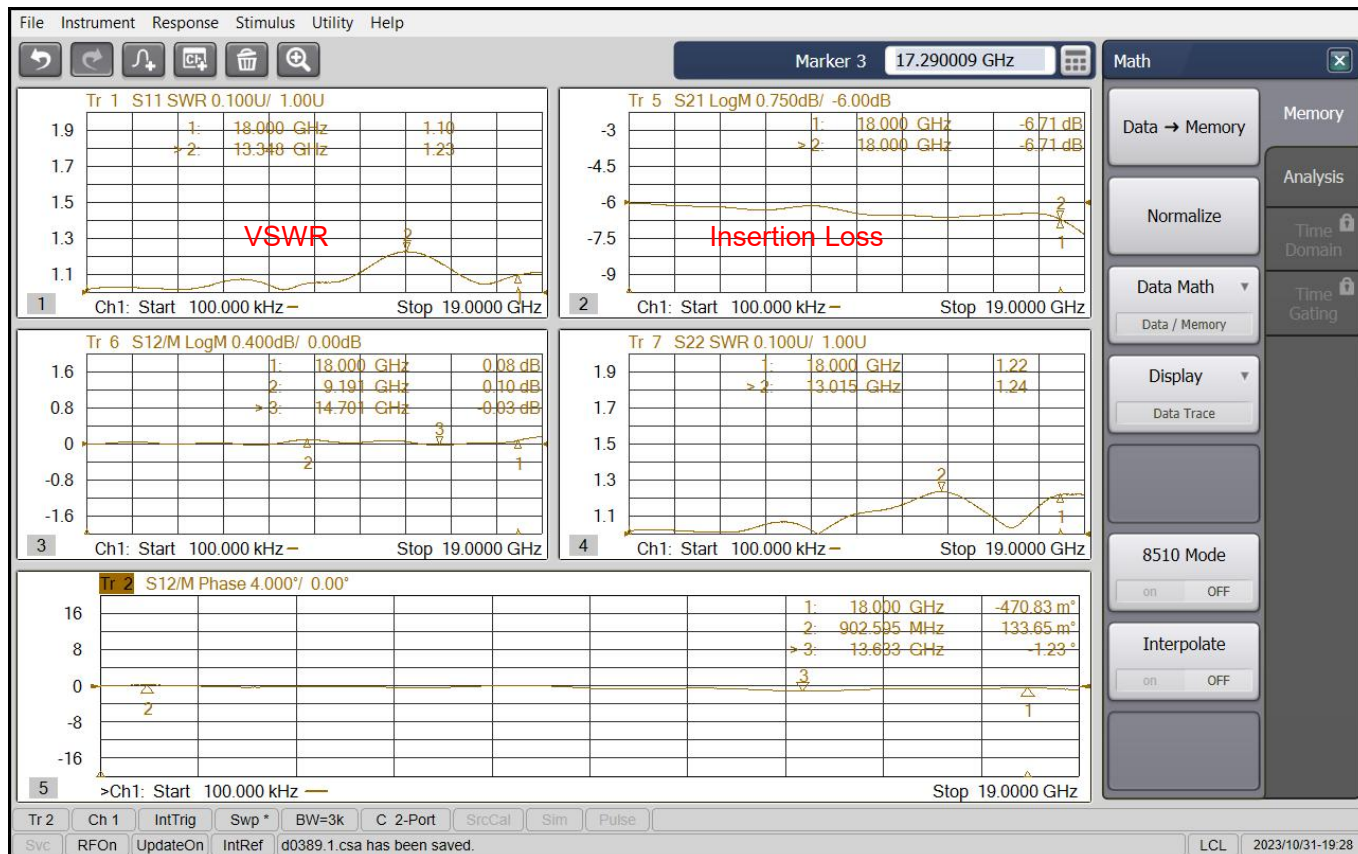 File Instrument Response Stimulus Utility Help
Marker 3 17.290009 GHz
Tr 1 S11 SWR 0.100U/ 1.00U
1: 18.000 GHz 1.10
> 2: 13.348 GHz 1.23
1.9
1.7
1.5
1.3
1.1
VSWR
2
1
1
Ch1: Start 100.000 kHz Stop 19.0000 GHz
Tr 5 S21 LogM 0.750dB/ -6.00dB
1: 18.000 GHz -6.71 dB
> 2: 18.000 GHz -6.71 dB
-3
-4.5
-6
-7.5
-9
Insertion Loss
2
1
2
Ch1: Start 100.000 kHz Stop 19.0000 GHz
Tr 6 S12/M LogM 0.400dB/ 0.00dB
1: 18.000 GHz 0.08 dB
2: 9.191 GHz 0.10 dB
> 3: 14.701 GHz -0.03 dB
1.6
0.8
0
-0.8
-1.6
3
2
1
3
Ch1: Start 100.000 kHz Stop 19.0000 GHz
Tr 7 S22 SWR 0.100U/ 1.00U
1: 18.000 GHz 1.22
> 2: 13.015 GHz 1.24
1.9
1.7
1.5
1.3
1.1
2
1
4
Ch1: Start 100.000 kHz Stop 19.0000 GHz
Tr 2 S12/M Phase 4.000°/ 0.00°
1: 18.000 GHz -470.83 m°
2: 902.595 MHz 133.65 m°
> 3: 13.633 GHz -1.23 °
16
8
0
-8
-16
3
2
1
5
>Ch1: Start 100.000 kHz Stop 19.0000 GHz
Math
Data → Memory
Normalize
Data Math
Data / Memory
Display
Data Trace
8510 Mode
on OFF
Interpolate
on OFF
Memory
Analysis
Time
Domain
Time
Gating
Tr 2 Ch 1 IntTrig Swp * BW=3k C 2-Port SrcCal Sim Pulse
Svc RFOn UpdateOn IntRef d0389.1.csa has been saved. LCL 2023/10/31-19:28